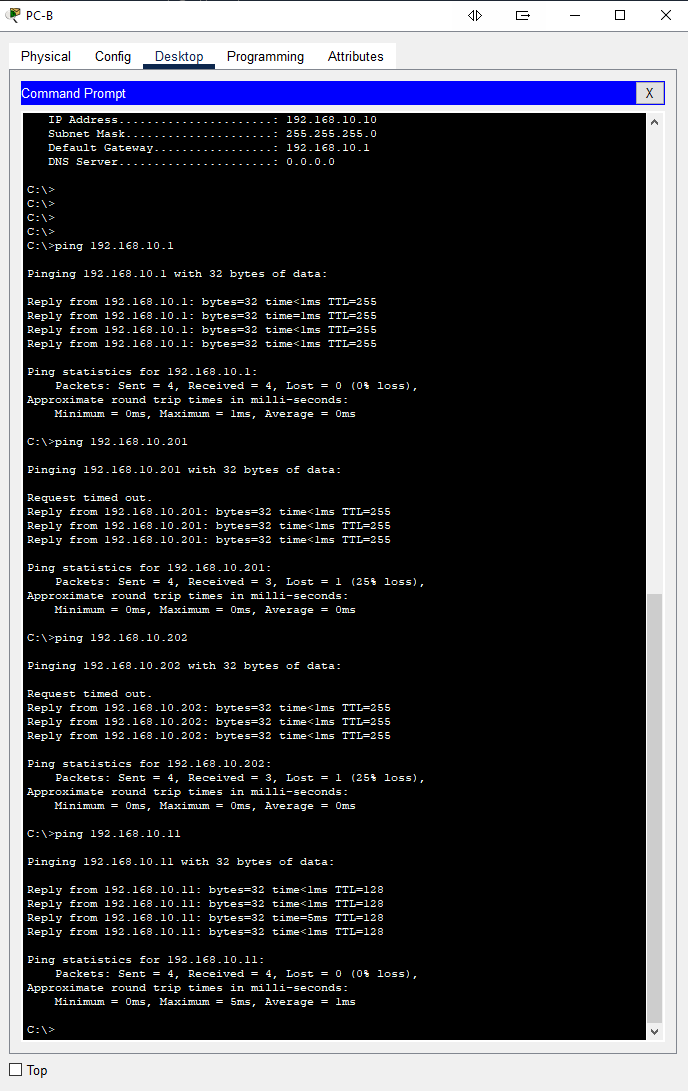 PC-B
Physical Config Desktop Programming Attributes
Command Prompt X
IP Address......................: 192.168.10.10
Subnet Mask.....................: 255.255.255.0
Default Gateway.................: 192.168.10.1
DNS Server......................: 0.0.0.0
C:\>
C:\>
C:\>
C:\>
C:\>ping 192.168.10.1
Pinging 192.168.10.1 with 32 bytes of data:
Reply from 192.168.10.1: bytes=32 time<1ms TTL=255
Reply from 192.168.10.1: bytes=32 time=1ms TTL=255
Reply from 192.168.10.1: bytes=32 time<1ms TTL=255
Reply from 192.168.10.1: bytes=32 time<1ms TTL=255
Ping statistics for 192.168.10.1:
Packets: Sent = 4, Received = 4, Lost = 0 (0% loss),
Approximate round trip times in milli-seconds:
Minimum = 0ms, Maximum = 1ms, Average = 0ms
C:\>ping 192.168.10.201
Pinging 192.168.10.201 with 32 bytes of data:
Request timed out.
Reply from 192.168.10.201: bytes=32 time<1ms TTL=255
Reply from 192.168.10.201: bytes=32 time<1ms TTL=255
Reply from 192.168.10.201: bytes=32 time<1ms TTL=255
Ping statistics for 192.168.10.201:
Packets: Sent = 4, Received = 3, Lost = 1 (25% loss),
Approximate round trip times in milli-seconds:
Minimum = 0ms, Maximum = 0ms, Average = 0ms
C:\>ping 192.168.10.202
Pinging 192.168.10.202 with 32 bytes of data:
Request timed out.
Reply from 192.168.10.202: bytes=32 time<1ms TTL=255
Reply from 192.168.10.202: bytes=32 time<1ms TTL=255
Reply from 192.168.10.202: bytes=32 time<1ms TTL=255
Ping statistics for 192.168.10.202:
Packets: Sent = 4, Received = 3, Lost = 1 (25% loss),
Approximate round trip times in milli-seconds:
Minimum = 0ms, Maximum = 0ms, Average = 0ms
C:\>ping 192.168.10.11
Pinging 192.168.10.11 with 32 bytes of data:
Reply from 192.168.10.11: bytes=32 time<1ms TTL=128
Reply from 192.168.10.11: bytes=32 time<1ms TTL=128
Reply from 192.168.10.11: bytes=32 time=5ms TTL=128
Reply from 192.168.10.11: bytes=32 time<1ms TTL=128
Ping statistics for 192.168.10.11:
Packets: Sent = 4, Received = 4, Lost = 0 (0% loss),
Approximate round trip times in milli-seconds:
Minimum = 0ms, Maximum = 5ms, Average = 1ms
C:\>
Top